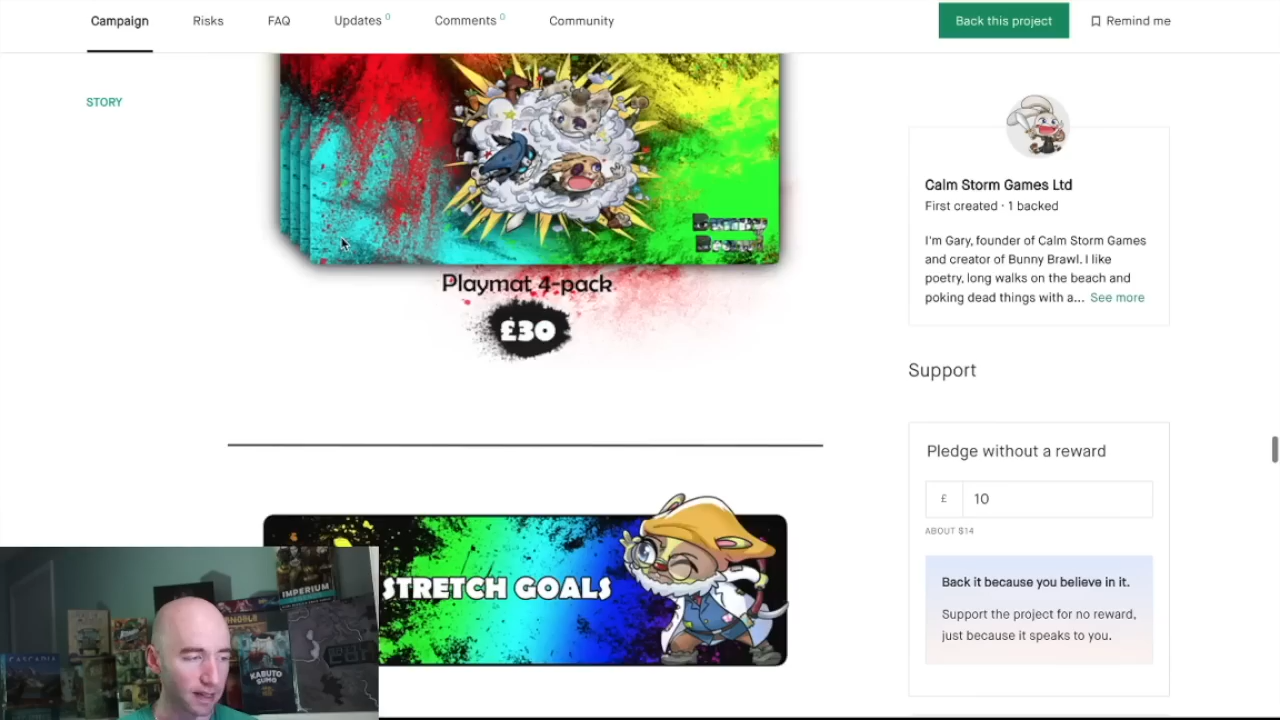 Campaign
Risks
FAQ
Updates 0
Comments 0
Community
Back this project
Remind me
STORY
Playmat 4-pack
£30
STRETCH GOALS
Calm Storm Games Ltd
First created · 1 backed
I'm Gary, founder of Calm Storm Games
and creator of Bunny Brawl. I like
poetry, long walks on the beach and
poking dead things with a... See more
Support
Pledge without a reward
£ 10
ABOUT $14
Back it because you believe in it.
Support the project for no reward,
just because it speaks to you.
IMPERIUM
KABUTO
SUMO
CASCADIA